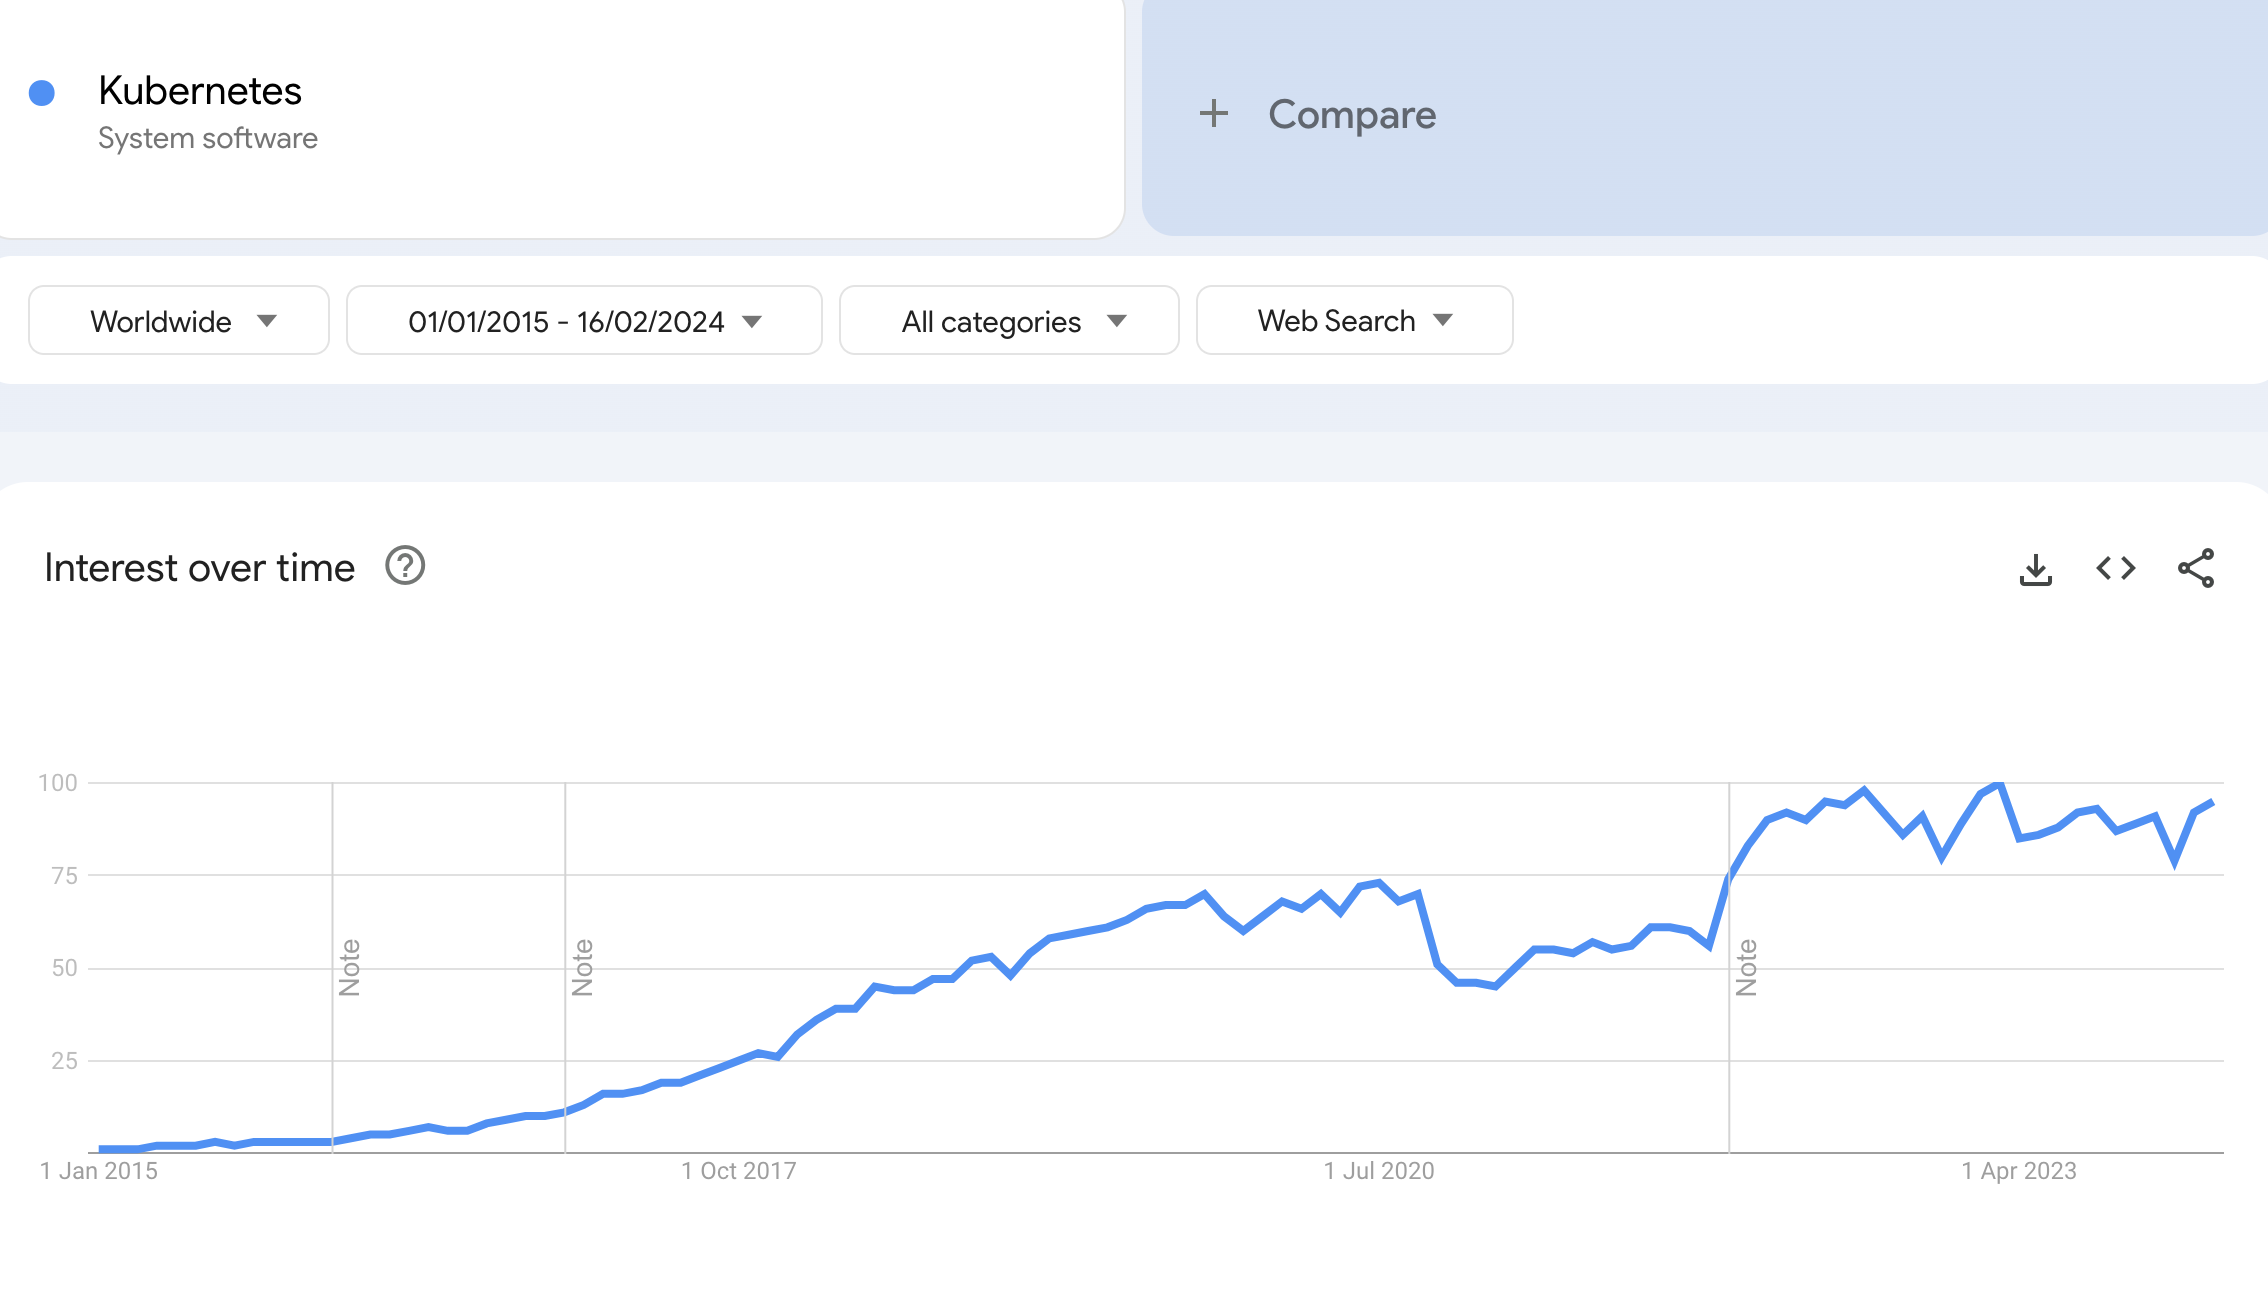 Kubernetes
System software
+ Compare
Worldwide
01/01/2015 - 16/02/2024
All categories
Web Search
Interest over time
100
75
50
25
Note
Note
Note
1 Jan 2015
1 Oct 2017
1 Jul 2020
1 Apr 2023